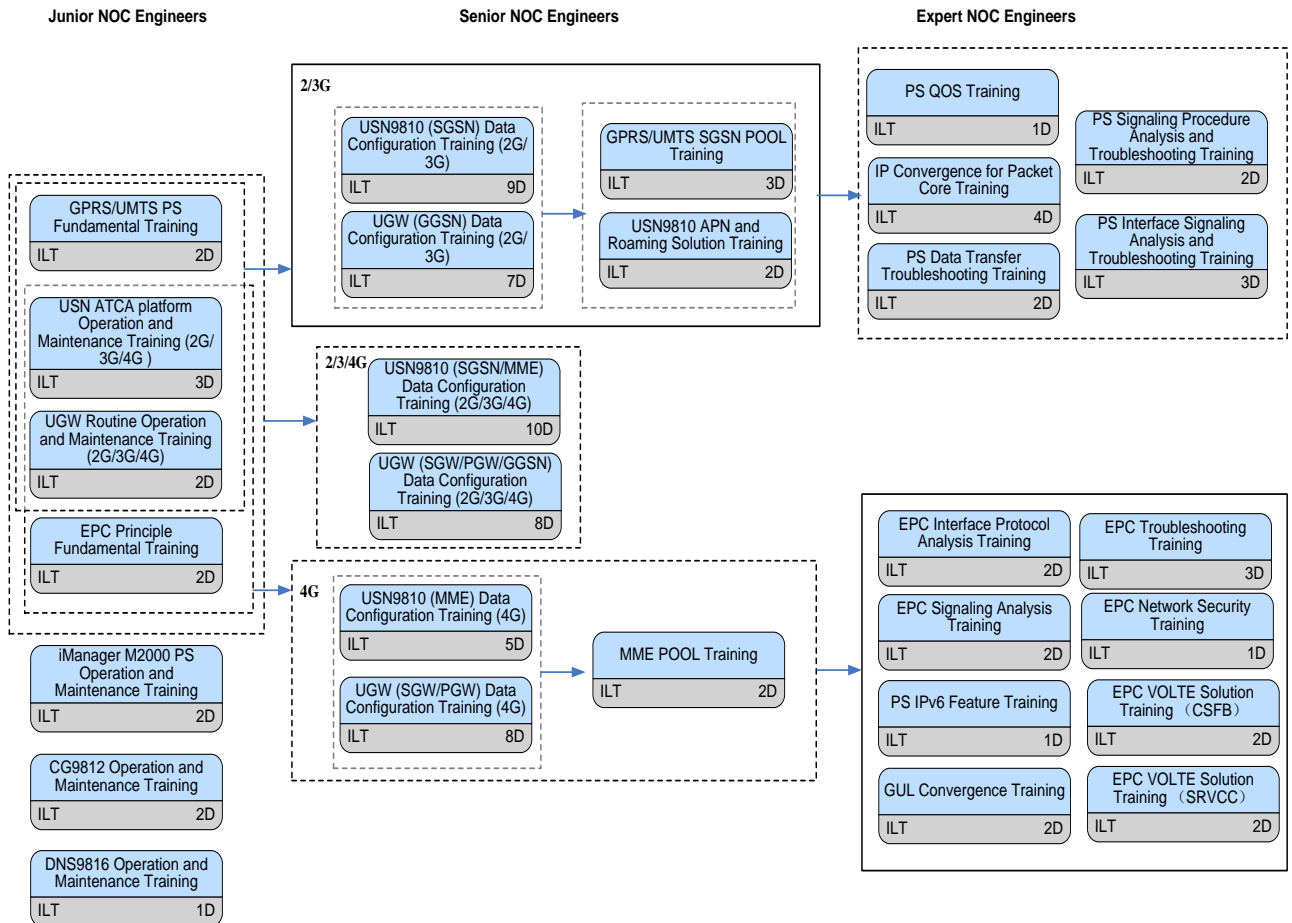 Junior NOC Engineers
Senior NOC Engineers
Expert NOC Engineers
GPRS/UMTS PS
Fundamental Training
ILT 2D
USN ATCA platform
Operation and
Maintenance Training (2G/
3G/4G )
ILT 3D
UGW Routine Operation
and Maintenance Training
(2G/3G/4G)
ILT 2D
EPC Principle
Fundamental Training
ILT 2D
iManager M2000 PS
Operation and
Maintenance Training
ILT 2D
CG9812 Operation and
Maintenance Training
ILT 2D
DNS9816 Operation and
Maintenance Training
ILT 1D
2/3G
USN9810 (SGSN) Data
Configuration Training (2G/
3G)
ILT 9D
UGW (GGSN) Data
Configuration Training (2G/
3G)
ILT 7D
GPRS/UMTS SGSN POOL
Training
ILT 3D
USN9810 APN and
Roaming Solution Training
ILT 2D
2/3/4G
USN9810 (SGSN/MME)
Data Configuration
Training (2G/3G/4G)
ILT 10D
UGW (SGW/PGW/GGSN)
Data Configuration
Training (2G/3G/4G)
ILT 8D
4G
USN9810 (MME) Data
Configuration Training (4G)
ILT 5D
UGW (SGW/PGW) Data
Configuration Training (4G)
ILT 8D
MME POOL Training
ILT 2D
PS QOS Training
ILT 1D
IP Convergence for Packet
Core Training
ILT 4D
PS Data Transfer
Troubleshooting Training
ILT 2D
PS Signaling Procedure
Analysis and
Troubleshooting Training
ILT 2D
PS Interface Signaling
Analysis and
Troubleshooting Training
ILT 3D
EPC Interface Protocol
Analysis Training
ILT 2D
EPC Signaling Analysis
Training
ILT 2D
PS IPv6 Feature Training
ILT 1D
GUL Convergence Training
ILT 2D
EPC Troubleshooting
Training
ILT 3D
EPC Network Security
Training
ILT 1D
EPC VOLTE Solution
Training （CSFB）
ILT 2D
EPC VOLTE Solution
Training （SRVCC）
ILT 2D